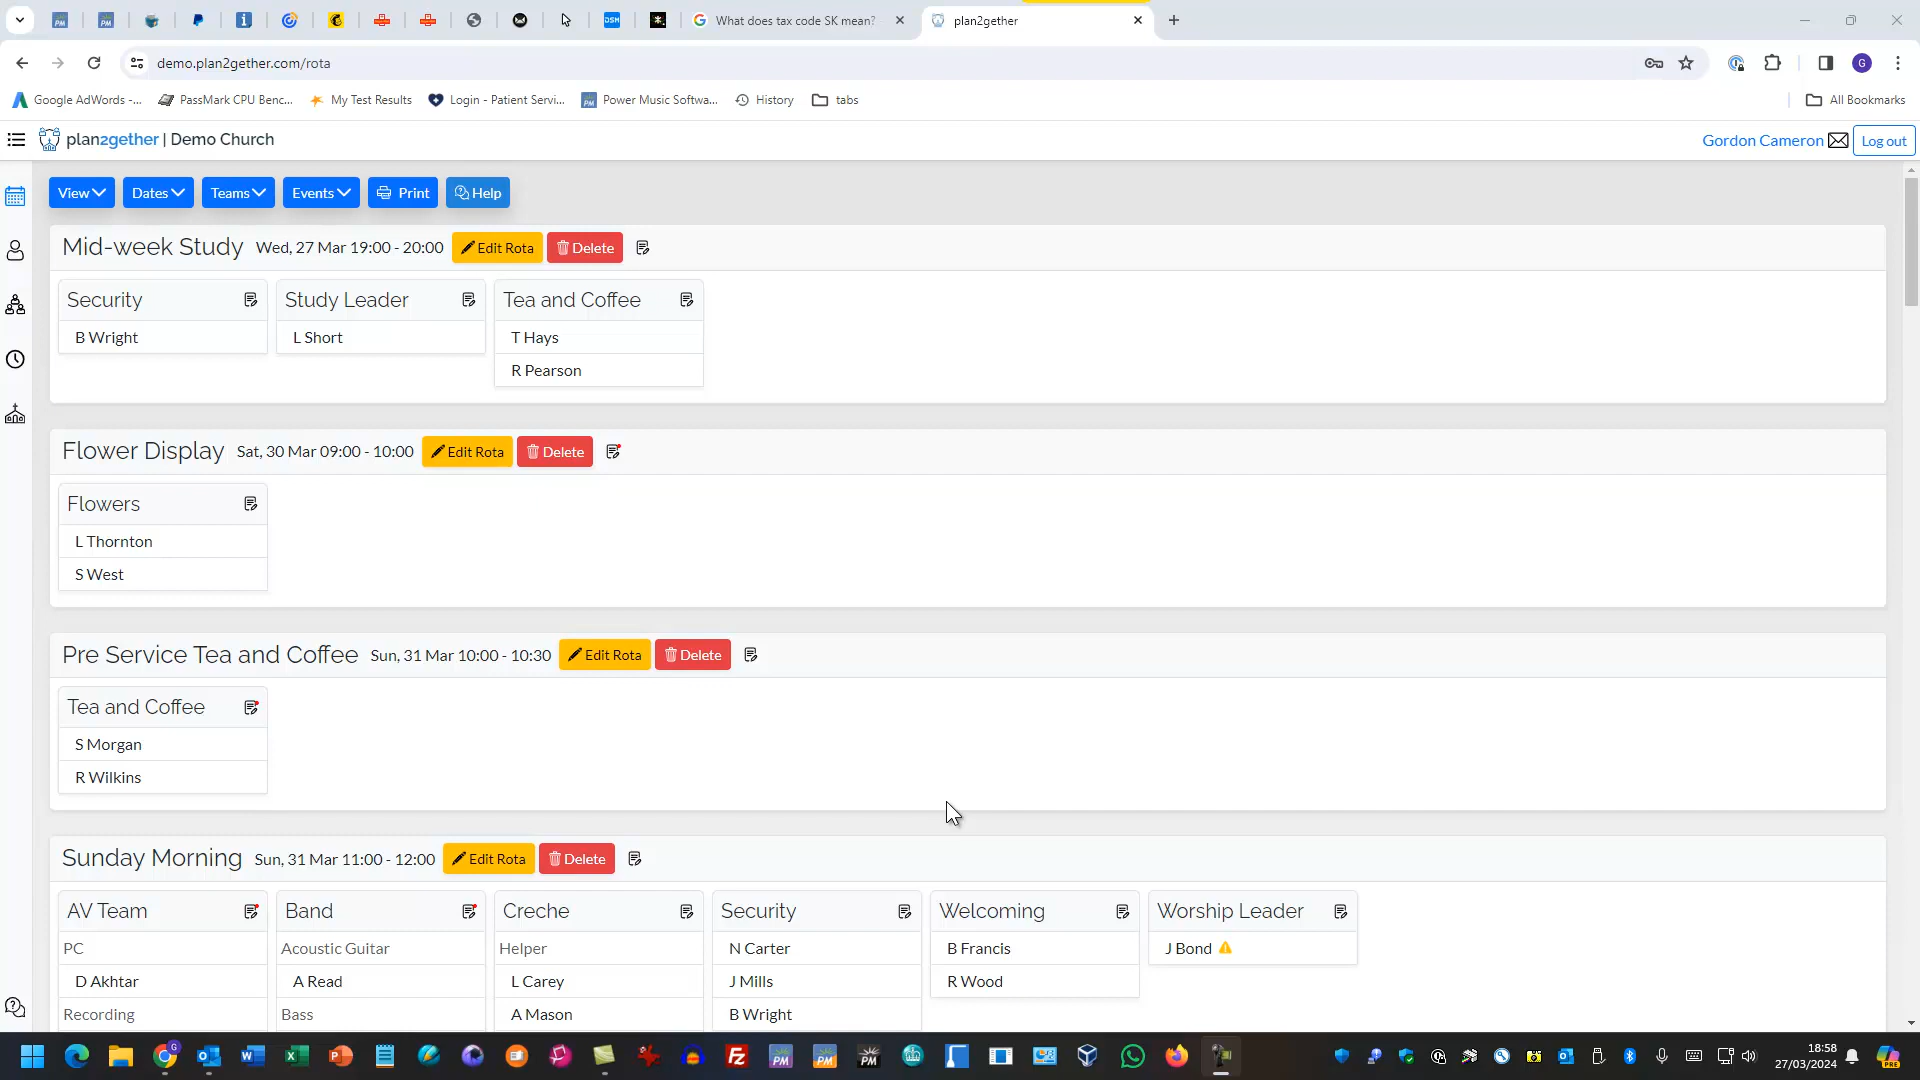 What does tax code SK mean?
plan2gether
demo.plan2gether.com/rota
G
Google AdWords -...
PassMark CPU Benc...
My Test Results
Login - Patient Servi...
Power Music Softwa...
History
tabs
All Bookmarks
plan2gether | Demo Church
Gordon Cameron
Log out
View
Dates
Teams
Events
Print
Help
Mid-week Study Wed, 27 Mar 19:00 - 20:00 Edit Rota Delete
Security
B Wright
Study Leader
L Short
Tea and Coffee
T Hays
R Pearson
Flower Display Sat, 30 Mar 09:00 - 10:00 Edit Rota Delete
Flowers
L Thornton
S West
Pre Service Tea and Coffee Sun, 31 Mar 10:00 - 10:30 Edit Rota Delete
Tea and Coffee
S Morgan
R Wilkins
Sunday Morning Sun, 31 Mar 11:00 - 12:00 Edit Rota Delete
AV Team
PC
D Akhtar
Recording
Band
Acoustic Guitar
A Read
Bass
Creche
Helper
L Carey
A Mason
Security
N Carter
J Mills
B Wright
Welcoming
B Francis
R Wood
Worship Leader
J Bond
18:58
27/03/2024